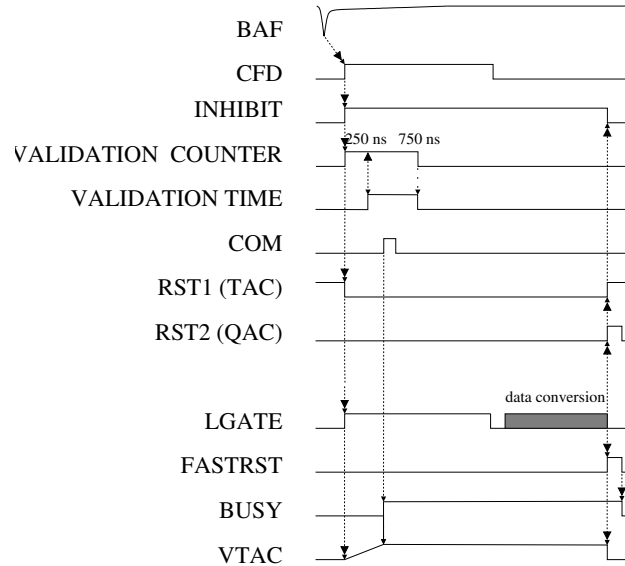 BAF
CFD
INHIBIT
250 ns 750 ns
VALIDATION COUNTER
VALIDATION TIME
COM
RST1 (TAC)
RST2 (QAC)
data conversion
LGATE
FASTRST
BUSY
VTAC